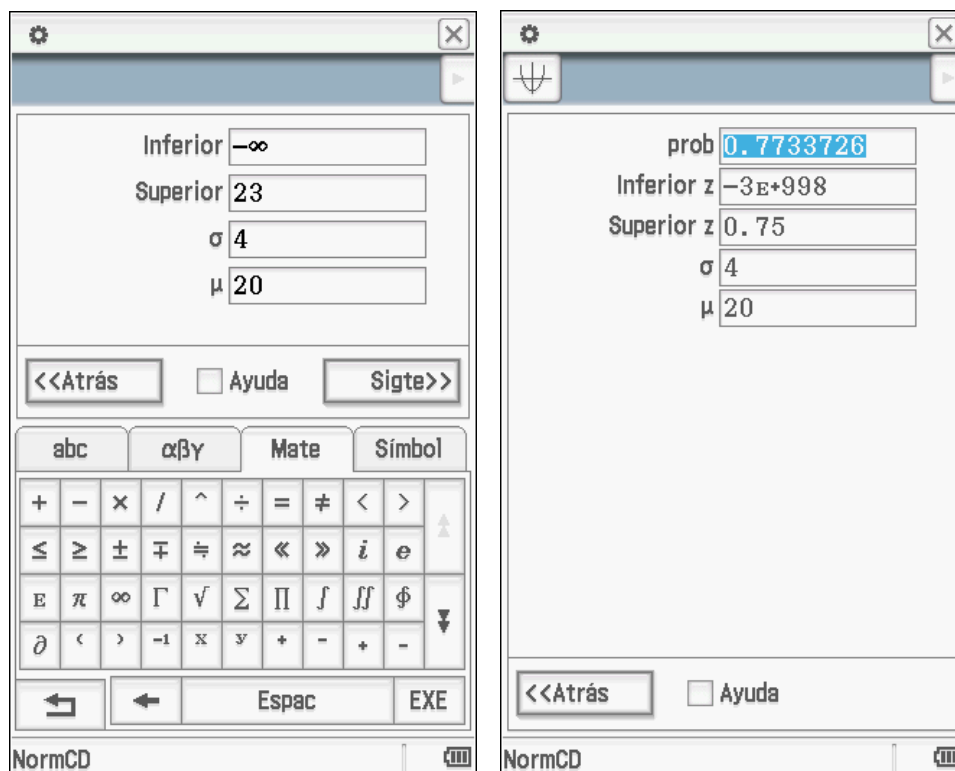 Inferior -∞
Superior 23
σ 4
μ 20
<<Atrás Ayuda Sigte>>
abc αβγ Mate Símbol
+ − × / ^ ÷ = ≠ < >
≤ ≥ ± ∓ ≒ ≈ « » i e
E π ∞ Γ √ Σ ∏ ∫ ∬ ∮
∂ ( ) -1 x y + - + -
Espac EXE
NormCD
prob 0.7733726
Inferior z -3E+998
Superior z 0.75
σ 4
μ 20
<<Atrás Ayuda
NormCD